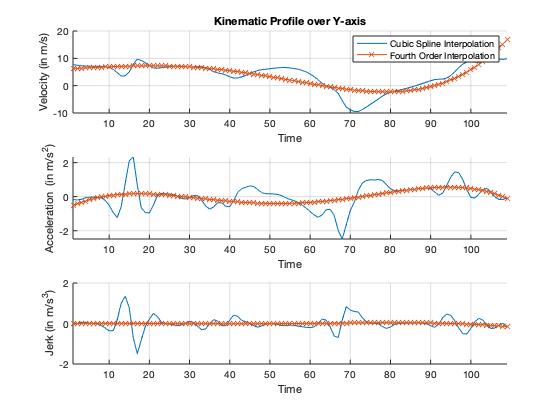 Kinematic Profile over Y-axis
Velocity (in m/s)
20
10
0
-10
Cubic Spline Interpolation
Fourth Order Interpolation
10 20 30 40 50 60 70 80 90 100
Time
Acceleration (in m/s²)
2
0
-2
10 20 30 40 50 60 70 80 90 100
Time
Jerk (in m/s³)
2
0
-2
10 20 30 40 50 60 70 80 90 100
Time